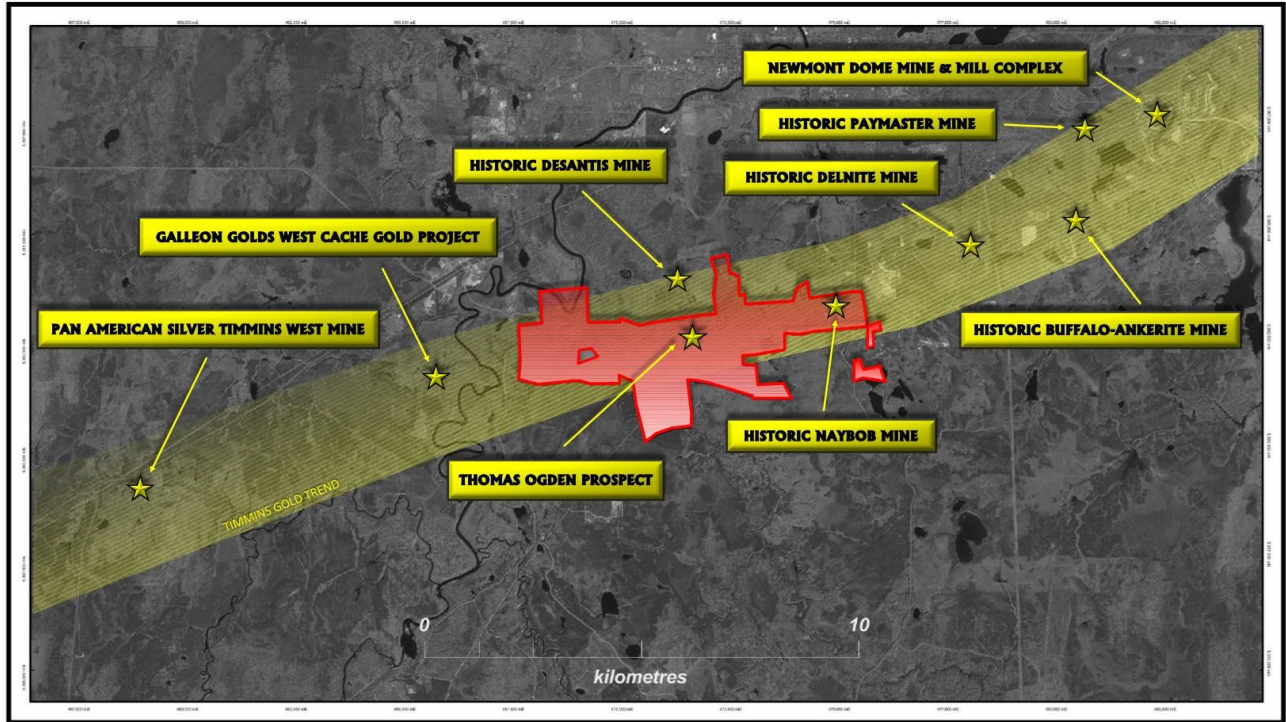 NEWMONT DOME MINE & MILL COMPLEX
HISTORIC PAYMASTER MINE
HISTORIC DESANTIS MINE
HISTORIC DELNITE MINE
GALLEON GOLDS WEST CACHE GOLD PROJECT
PAN AMERICAN SILVER TIMMINS WEST MINE
HISTORIC BUFFALO-ANKERITE MINE
HISTORIC NAYBOB MINE
THOMAS OGDEN PROSPECT
TIMMINS GOLD TREND
0 10
kilometres